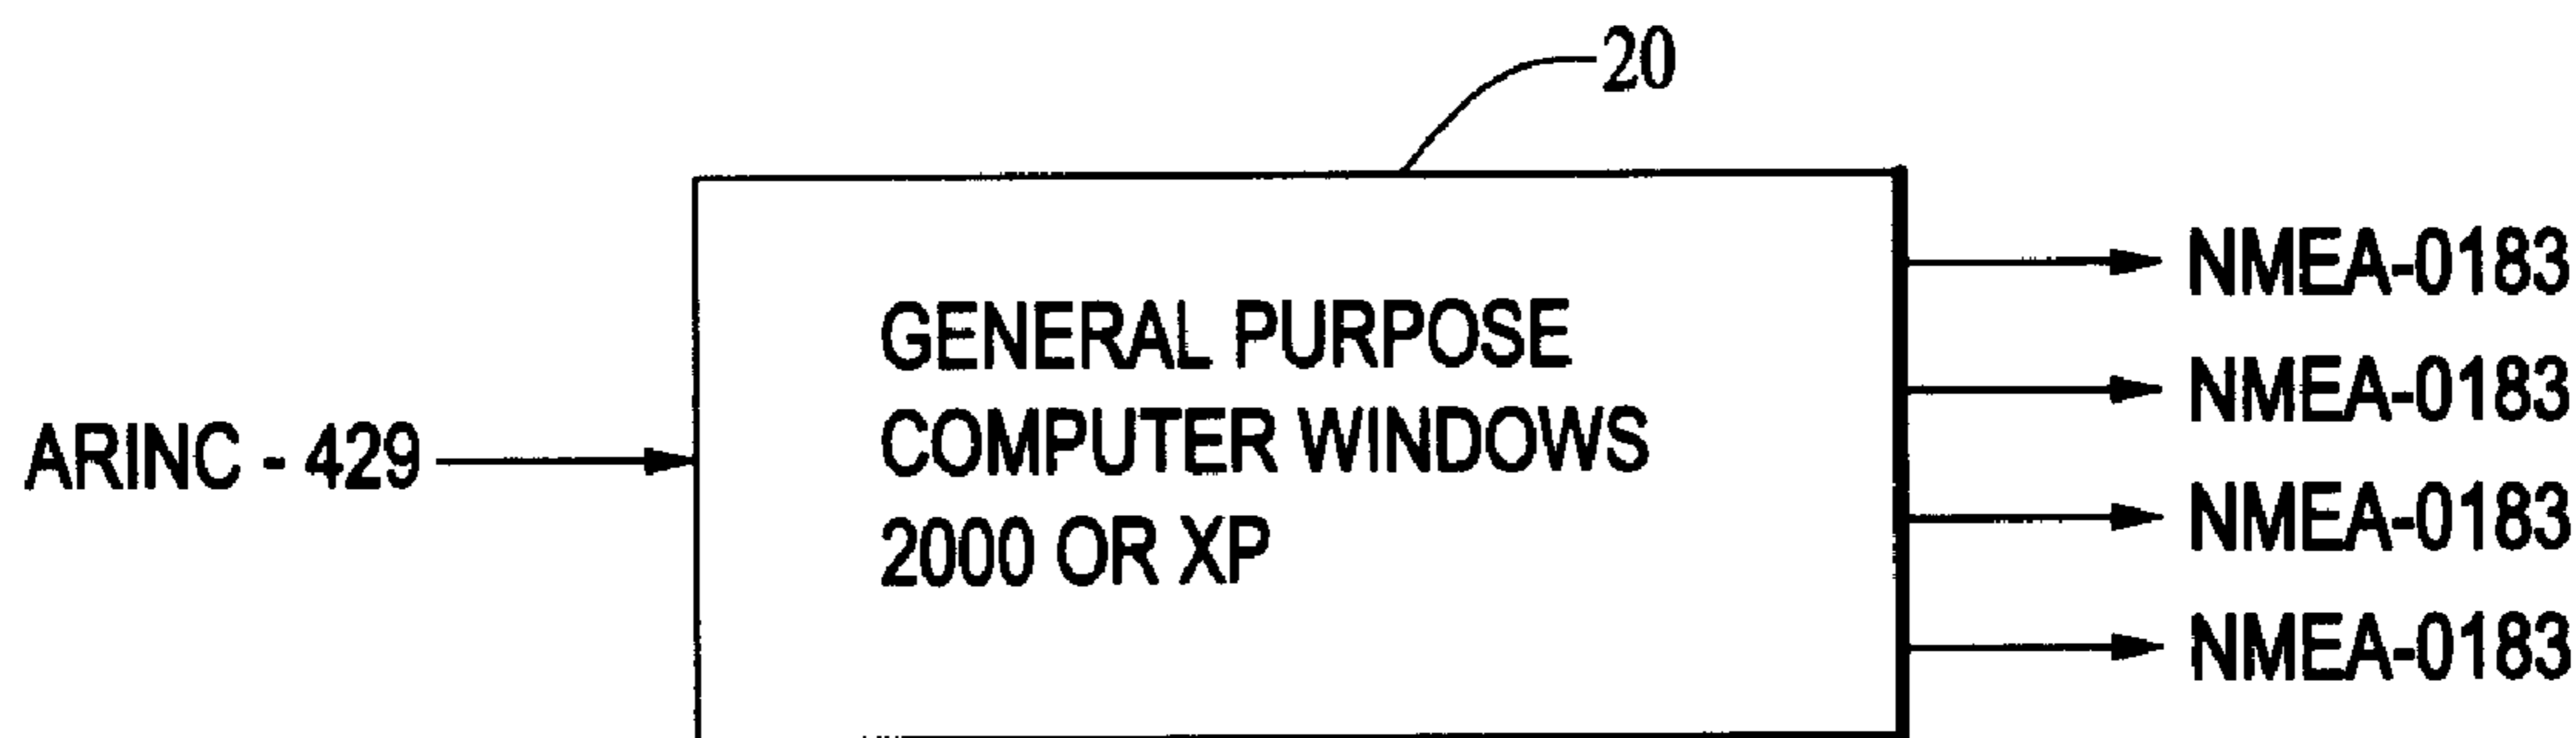 20
ARINC - 429
GENERAL PURPOSE
COMPUTER WINDOWS
2000 OR XP
NMEA-0183
NMEA-0183
NMEA-0183
NMEA-0183